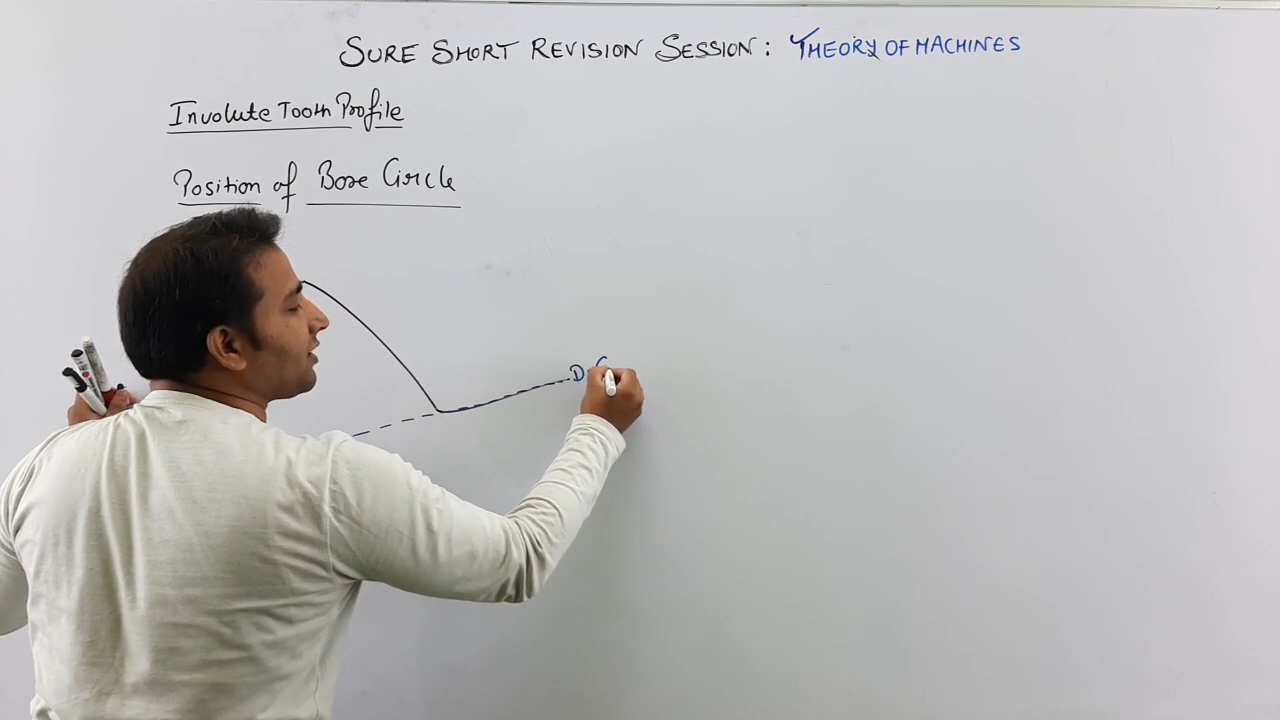 SURE SHORT REVISION SESSION: THEORY OF MACHINES
Involute Tooth Profile
Position of Base Circle
D.C